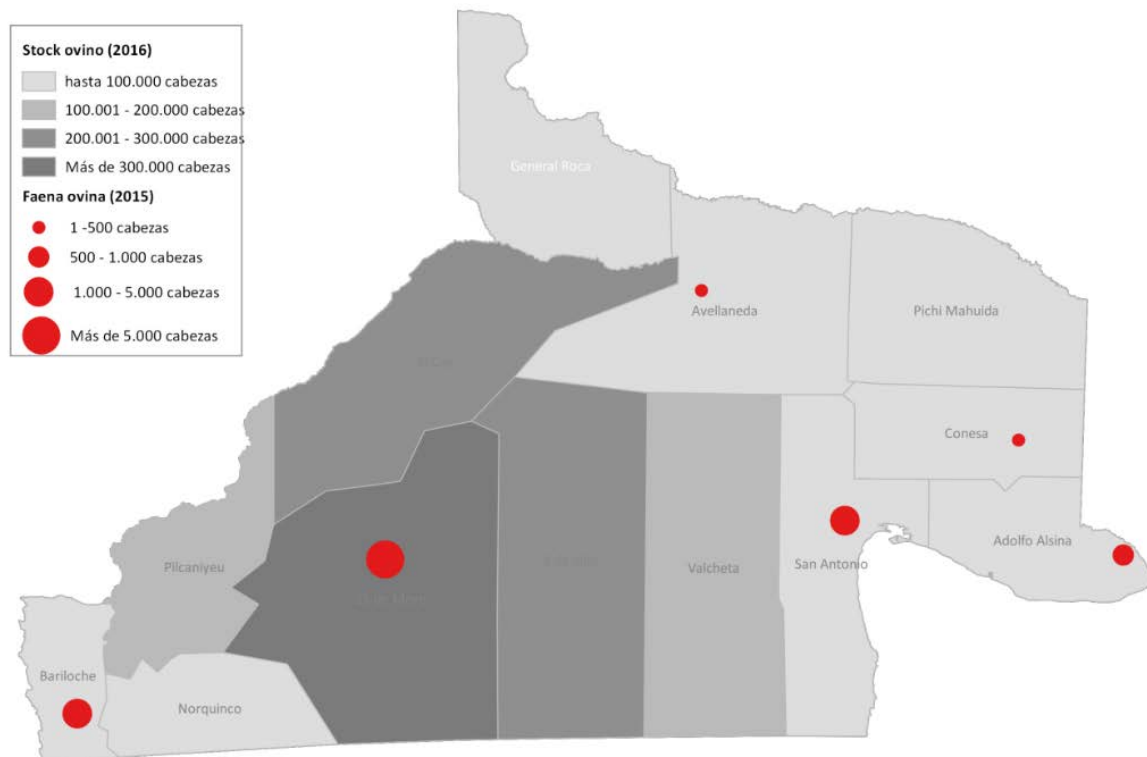 Stock ovino (2016)
hasta 100.000 cabezas
100.001 - 200.000 cabezas
200.001 - 300.000 cabezas
Más de 300.000 cabezas
Faena ovina (2015)
1 -500 cabezas
500 - 1.000 cabezas
1.000 - 5.000 cabezas
Más de 5.000 cabezas
General Roca
Avellaneda
Pichi Mahuida
Conesa
Adolfo Alsina
San Antonio
Valcheta
Pilcaniyeu
Bariloche
Norquinco